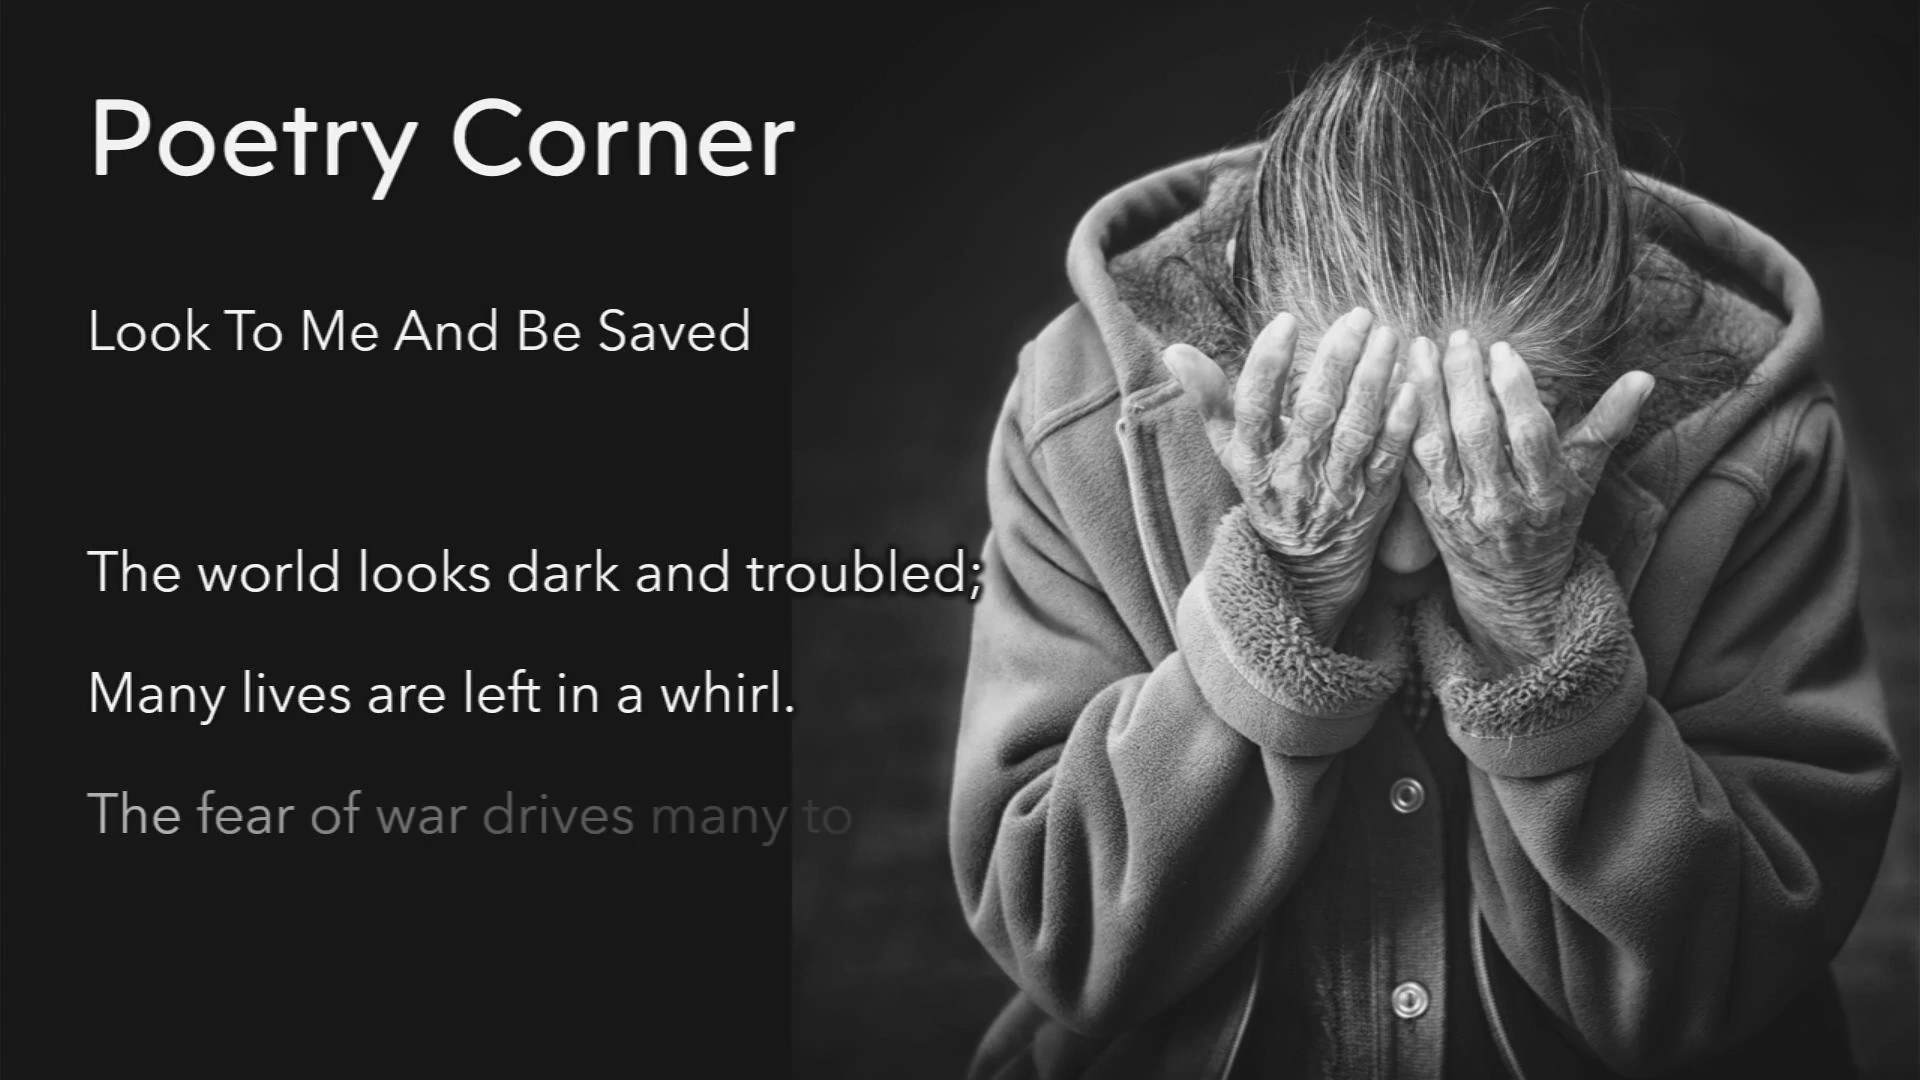 Poetry Corner
Look To Me And Be Saved
The world looks dark and troubled;
Many lives are left in a whirl.
The fear of war drives many to